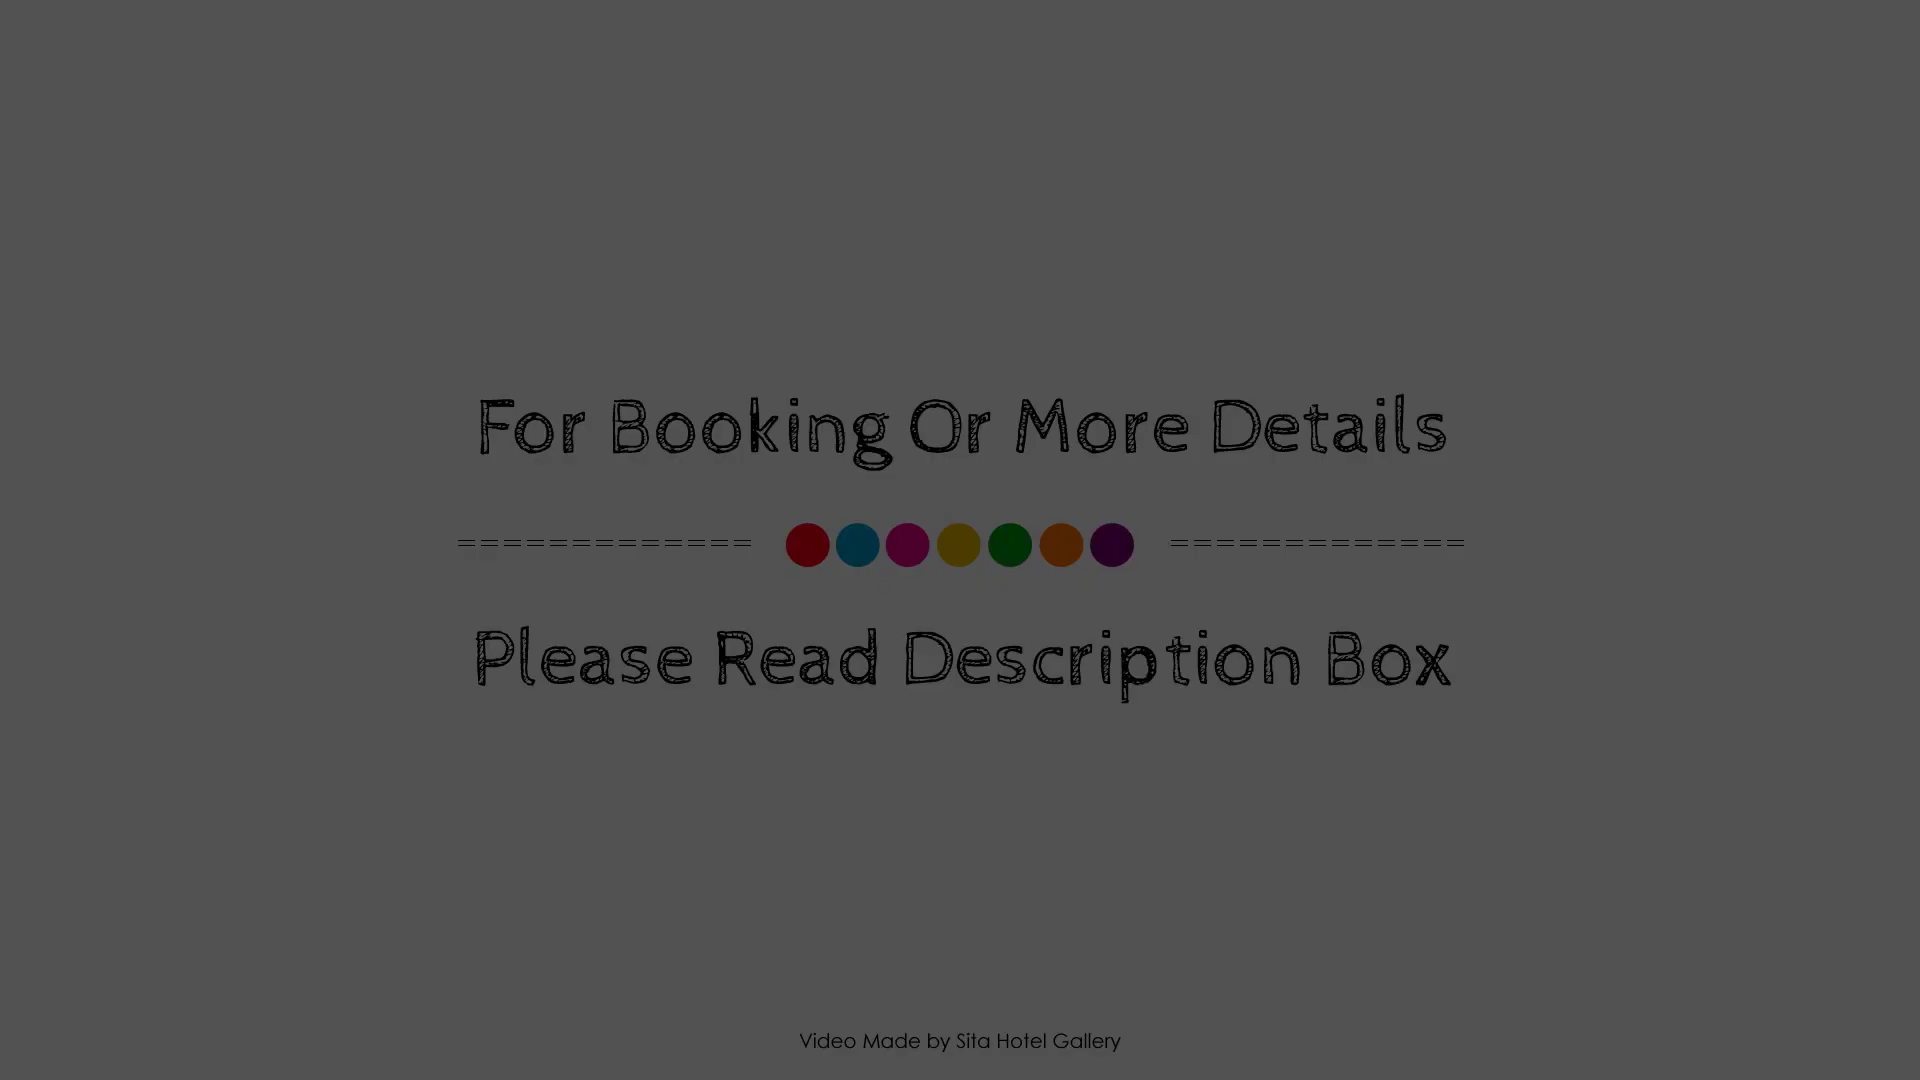 For Booking Or More Details
============= =============
Please Read Description Box
Video Made by Sita Hotel Gallery